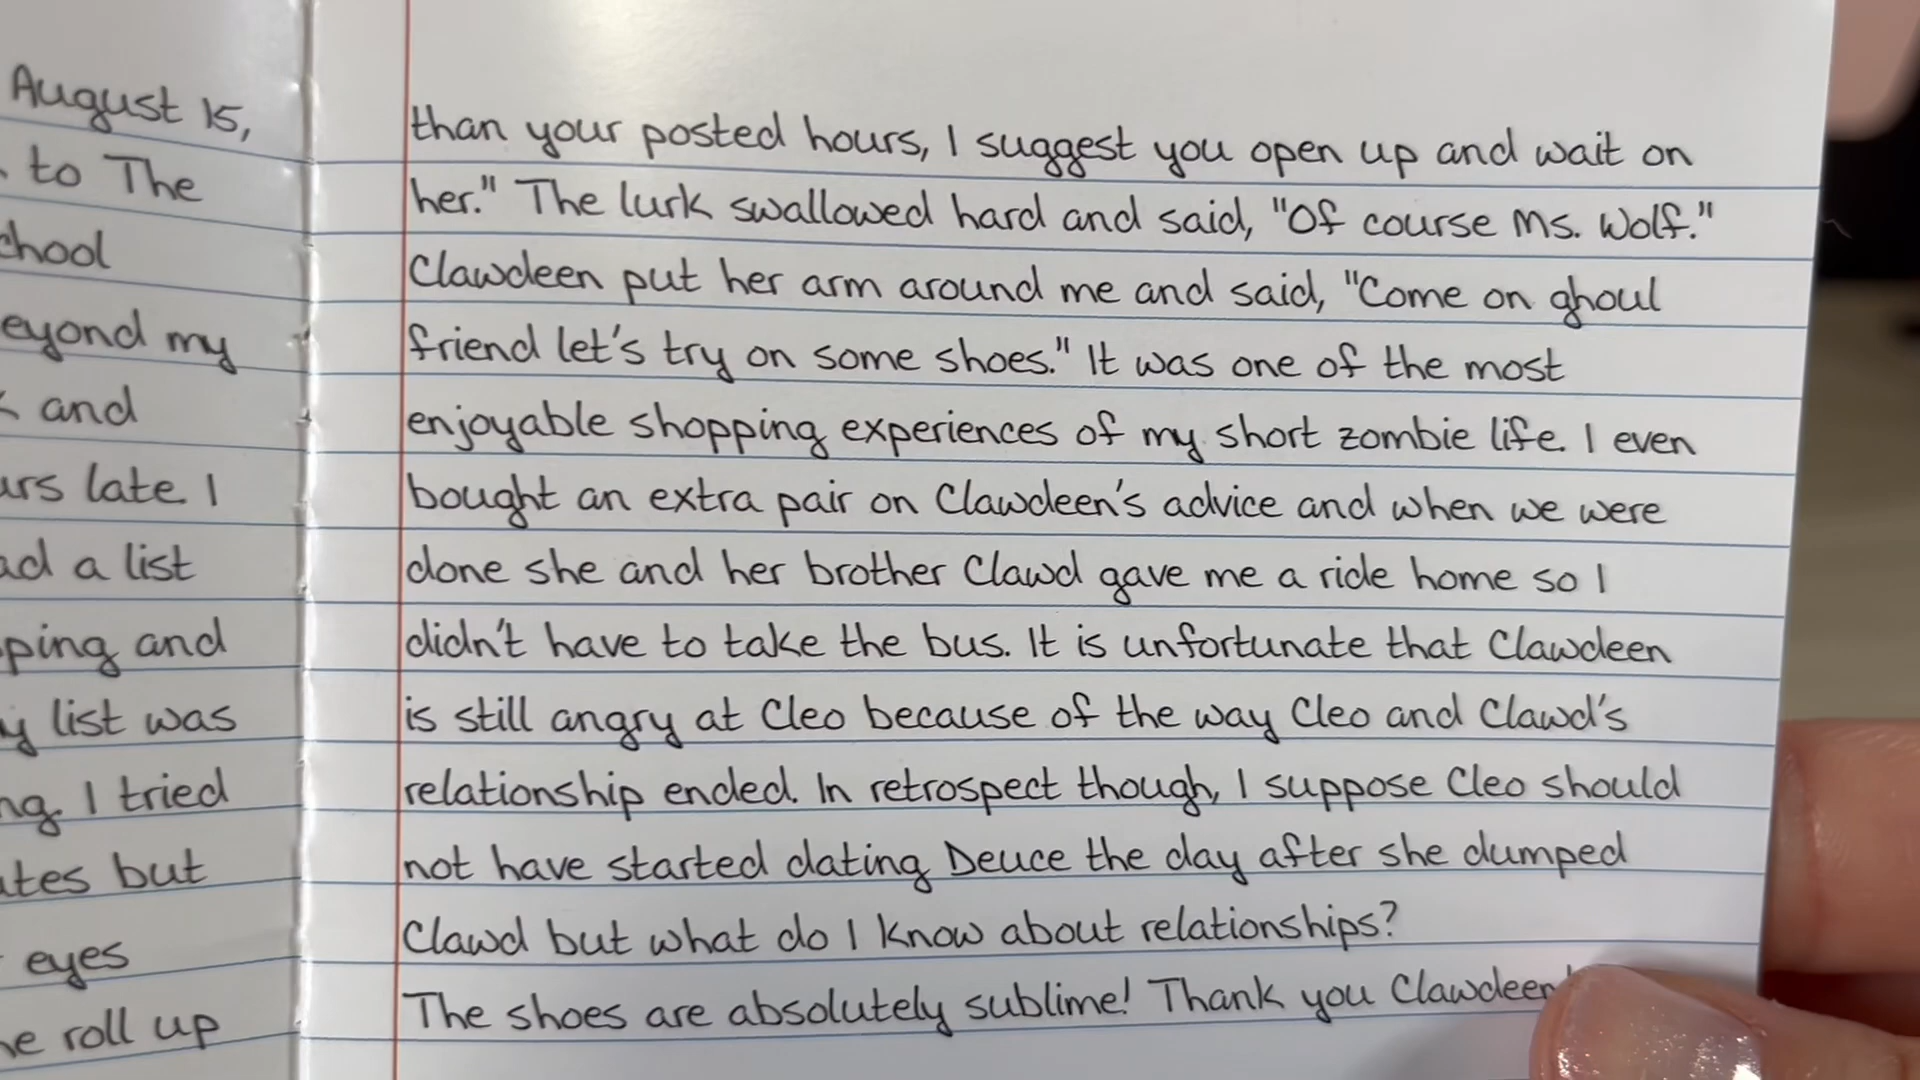 August 15,
to The
eyond my
and
late I
a list
and
list was
I tried
but
eyes
roll up
than your posted hours, I suggest you open up and wait on
her." The lurk swallowed hard and said, "Of course Ms. Wolf."
Clawdeen put her arm around me and said, "Come on ghoul
friend let's try on some shoes." It was one of the most
enjoyable shopping experiences of my short zombie life. I even
bought an extra pair on Clawdeen's advice and when we were
done she and her brother Clawd gave me a ride home so I
didn't have to take the bus. It is unfortunate that Clawdeen
is still angry at Cleo because of the way Cleo and Clawd's
relationship ended. In retrospect though, I suppose Cleo should
not have started dating Deuce the day after she dumped
Clawd but what do I know about relationships?
The shoes are absolutely sublime! Thank you Clawdeen